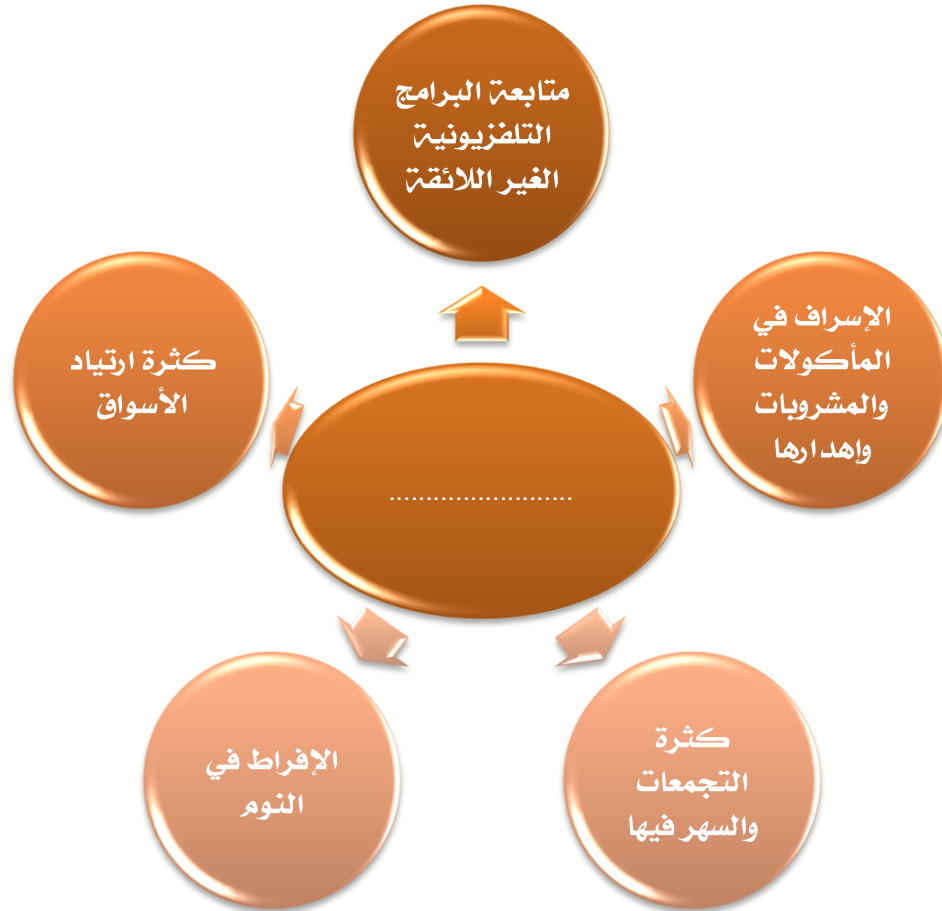 متابعة البرامج
التلفزيونية
الغير اللائقة
الإسراف في
المأكولات
والمشروبات
وإهدارها
كثرة
التجمعات
والسهر فيها
الإفراط في
النوم
كثرة ارتياد
الأسواق
.........................